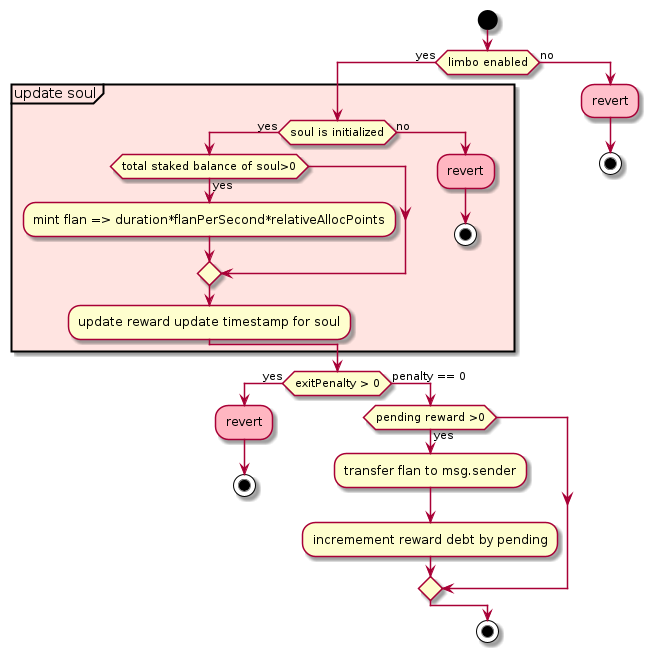 yes
limbo enabled
no
revert
update soul
yes
soul is initialized
no
total staked balance of soul>0
revert
yes
mint flan => duration*flanPerSecond*relativeAllocPoints
update reward update timestamp for soul
yes
exitPenalty > 0
penalty == 0
revert
pending reward >0
yes
transfer flan to msg.sender
incremement reward debt by pending